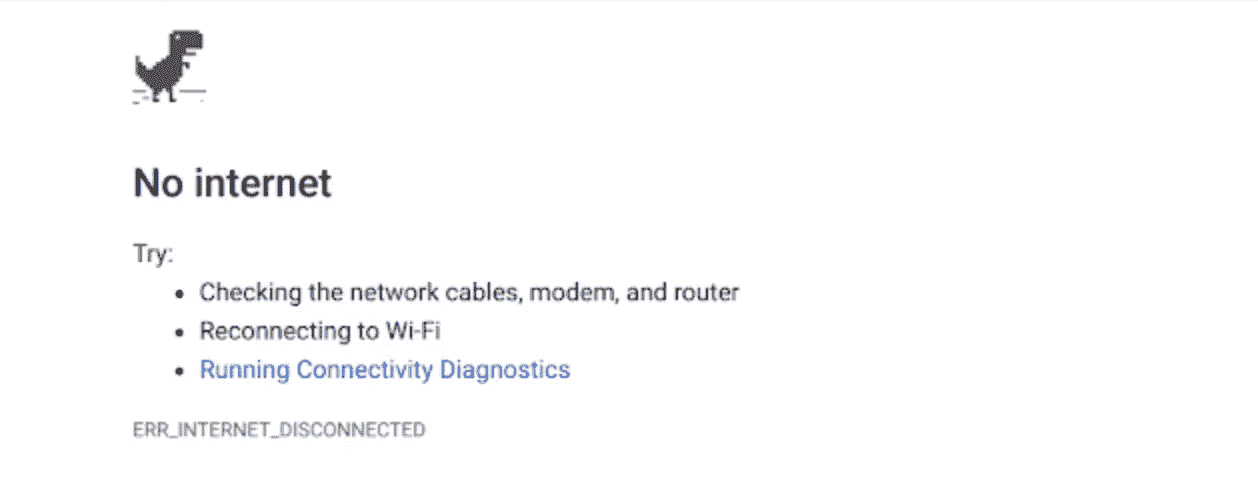 No internet
Try:
• Checking the network cables, modem, and router
• Reconnecting to Wi-Fi
• Running Connectivity Diagnostics
ERR_INTERNET_DISCONNECTED